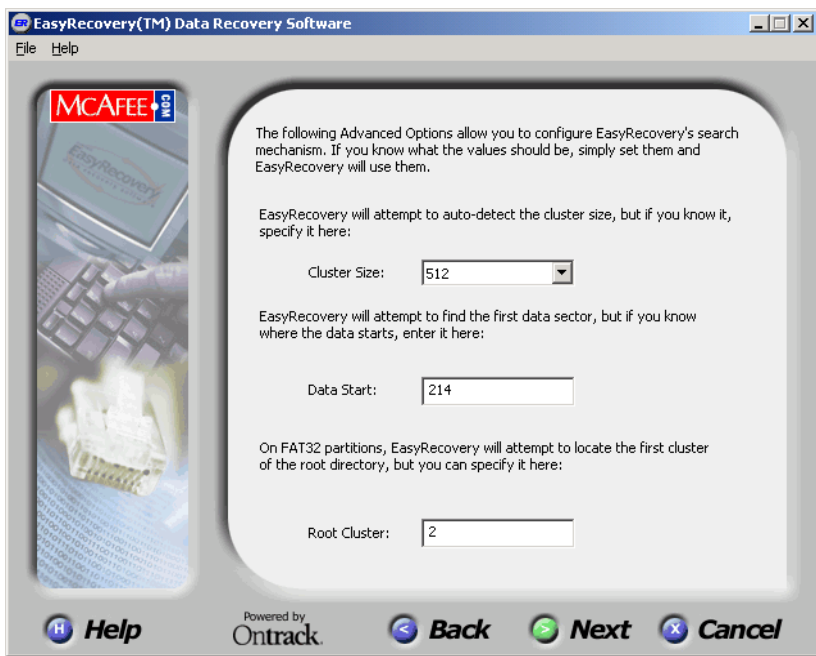 ER EasyRecovery(TM) Data Recovery Software
File Help
McAFEE.COM
EasyRecovery
The following Advanced Options allow you to configure EasyRecovery's search
mechanism. If you know what the values should be, simply set them and
EasyRecovery will use them.
EasyRecovery will attempt to auto-detect the cluster size, but if you know it,
specify it here:
Cluster Size: 512
EasyRecovery will attempt to find the first data sector, but if you know
where the data starts, enter it here:
Data Start: 214
On FAT32 partitions, EasyRecovery will attempt to locate the first cluster
of the root directory, but you can specify it here:
Root Cluster: 2
H Help
Powered by
Ontrack.
< Back
> Next
X Cancel